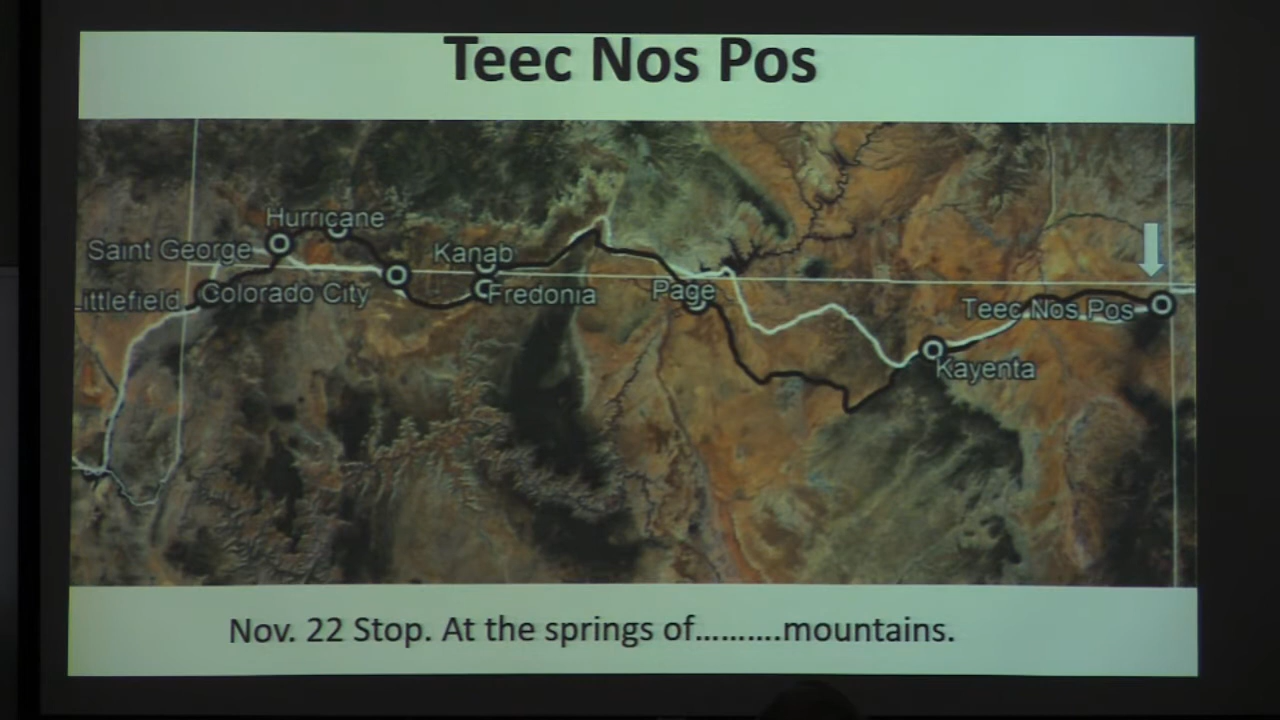 Teec Nos Pos
Hurricane
Saint George
Kanab
Littlefield
Colorado City
Fredonia
Page
Teec Nos Pos
Kayenta
Nov. 22 Stop. At the springs of..........mountains.